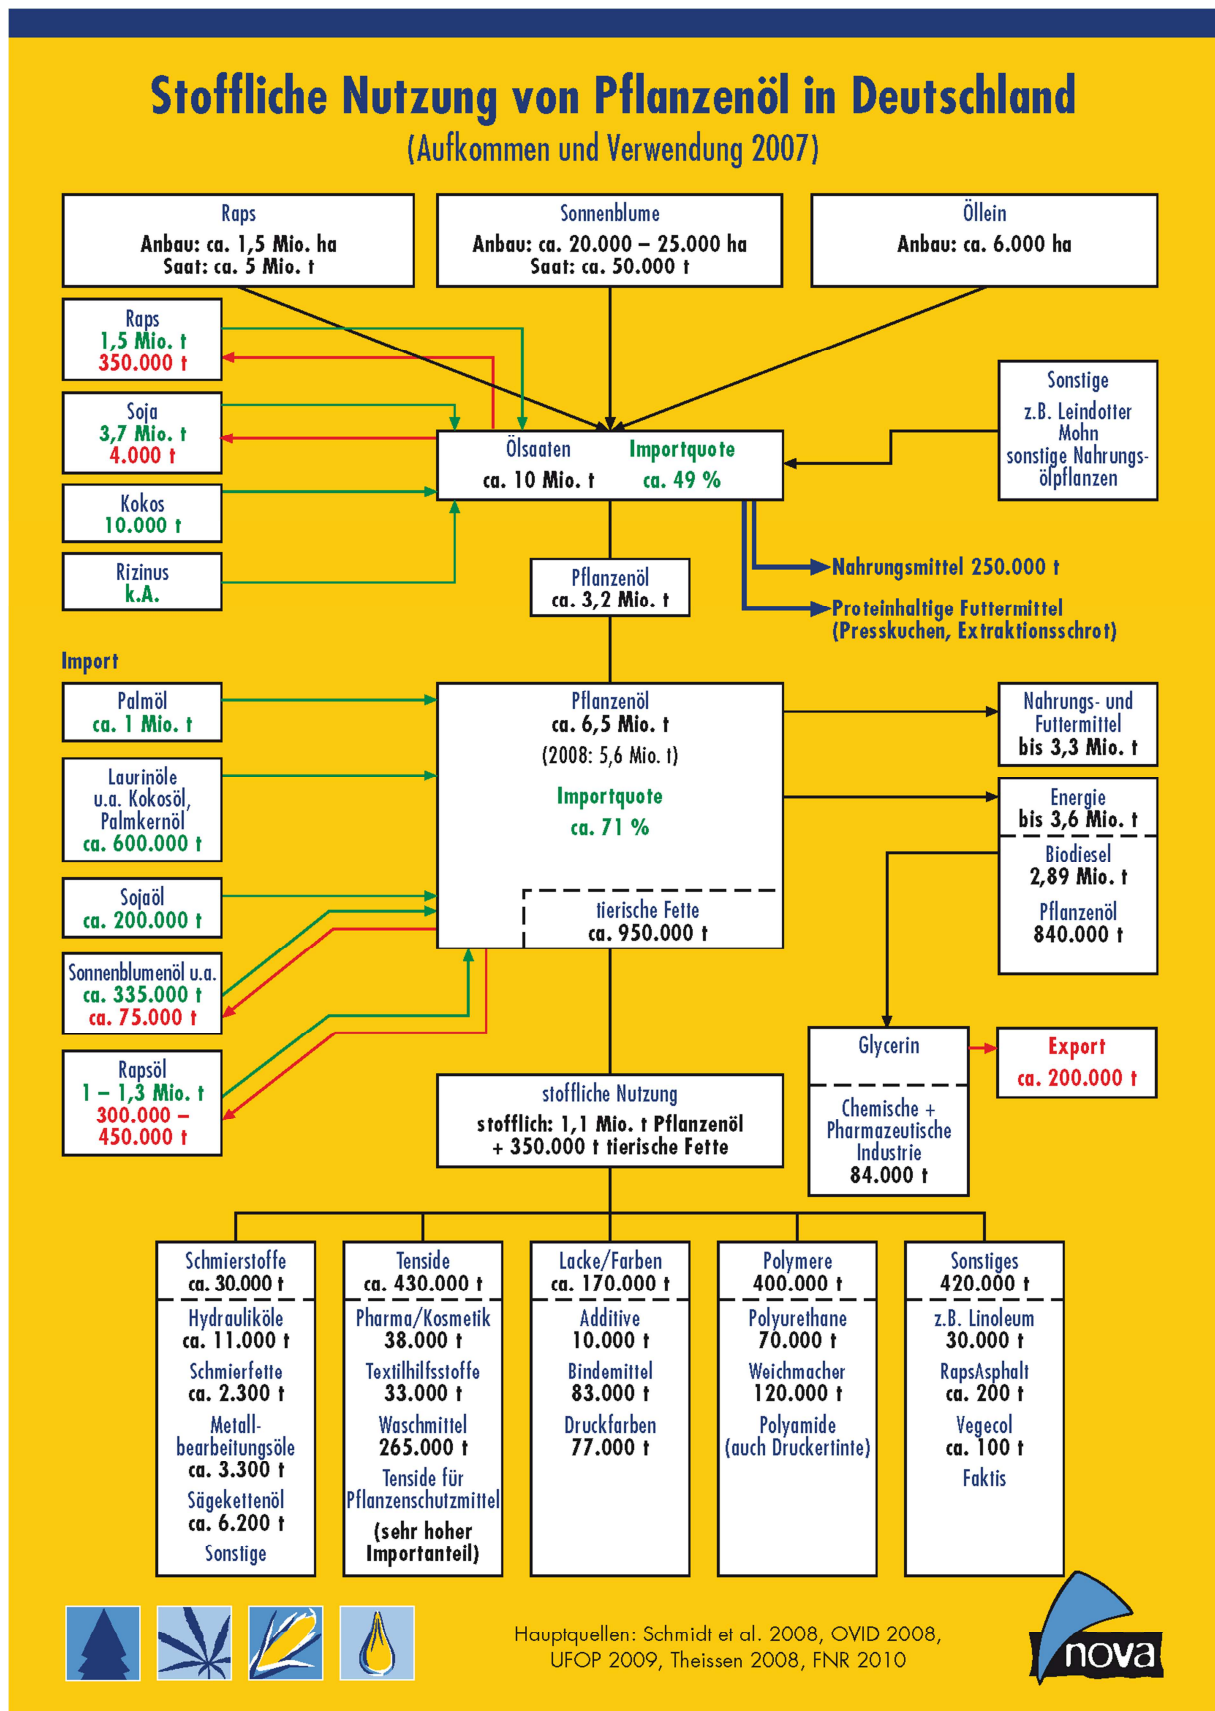 Stoffliche Nutzung von Pflanzenöl in Deutschland
(Aufkommen und Verwendung 2007)
Raps
Anbau: ca. 1,5 Mio. ha
Saat: ca. 5 Mio. t
Sonnenblume
Anbau: ca. 20.000 – 25.000 ha
Saat: ca. 50.000 t
Öllein
Anbau: ca. 6.000 ha
Raps
1,5 Mio. t
350.000 t
Soja
3,7 Mio. t
4.000 t
Kokos
10.000 t
Rizinus
k.A.
Ölsaaten
ca. 10 Mio. t
Importquote
ca. 49 %
Sonstige
z.B. Leindotter
Mohn
sonstige Nahrungs-
ölpflanzen
Pflanzenöl
ca. 3,2 Mio. t
Nahrungsmittel 250.000 t
Proteinhaltige Futtermittel
(Presskuchen, Extraktionsschrot)
Import
Palmöl
ca. 1 Mio. t
Laurinöle
u.a. Kokosöl,
Palmkernöl
ca. 600.000 t
Sojaöl
ca. 200.000 t
Sonnenblumenöl u.a.
ca. 335.000 t
ca. 75.000 t
Rapsöl
1 – 1,3 Mio. t
300.000 –
450.000 t
Pflanzenöl
ca. 6,5 Mio. t
(2008: 5,6 Mio. t)
Importquote
ca. 71 %
tierische Fette
ca. 950.000 t
Nahrungs- und
Futtermittel
bis 3,3 Mio. t
Energie
bis 3,6 Mio. t
Biodiesel
2,89 Mio. t
Pflanzenöl
840.000 t
Glycerin
Chemische +
Pharmazeutische
Industrie
84.000 t
Export
ca. 200.000 t
stoffliche Nutzung
stofflich: 1,1 Mio. t Pflanzenöl
+ 350.000 t tierische Fette
Schmierstoffe
ca. 30.000 t
Hydrauliköle
ca. 11.000 t
Schmierfette
ca. 2.300 t
Metall-
bearbeitungsöle
ca. 3.300 t
Sägekettenöl
ca. 6.200 t
Sonstige
Tenside
ca. 430.000 t
Pharma/Kosmetik
38.000 t
Textilhilfsstoffe
33.000 t
Waschmittel
265.000 t
Tenside für
Pflanzenschutzmittel
(sehr hoher
Importanteil)
Lacke/Farben
ca. 170.000 t
Additive
10.000 t
Bindemittel
83.000 t
Druckfarben
77.000 t
Polymere
400.000 t
Polyurethane
70.000 t
Weichmacher
120.000 t
Polyamide
(auch Druckertinte)
Sonstiges
420.000 t
z.B. Linoleum
30.000 t
RapsAsphalt
ca. 200 t
Vegecol
ca. 100 t
Faktis
Hauptquellen: Schmidt et al. 2008, OVID 2008,
UFOP 2009, Theissen 2008, FNR 2010
nova